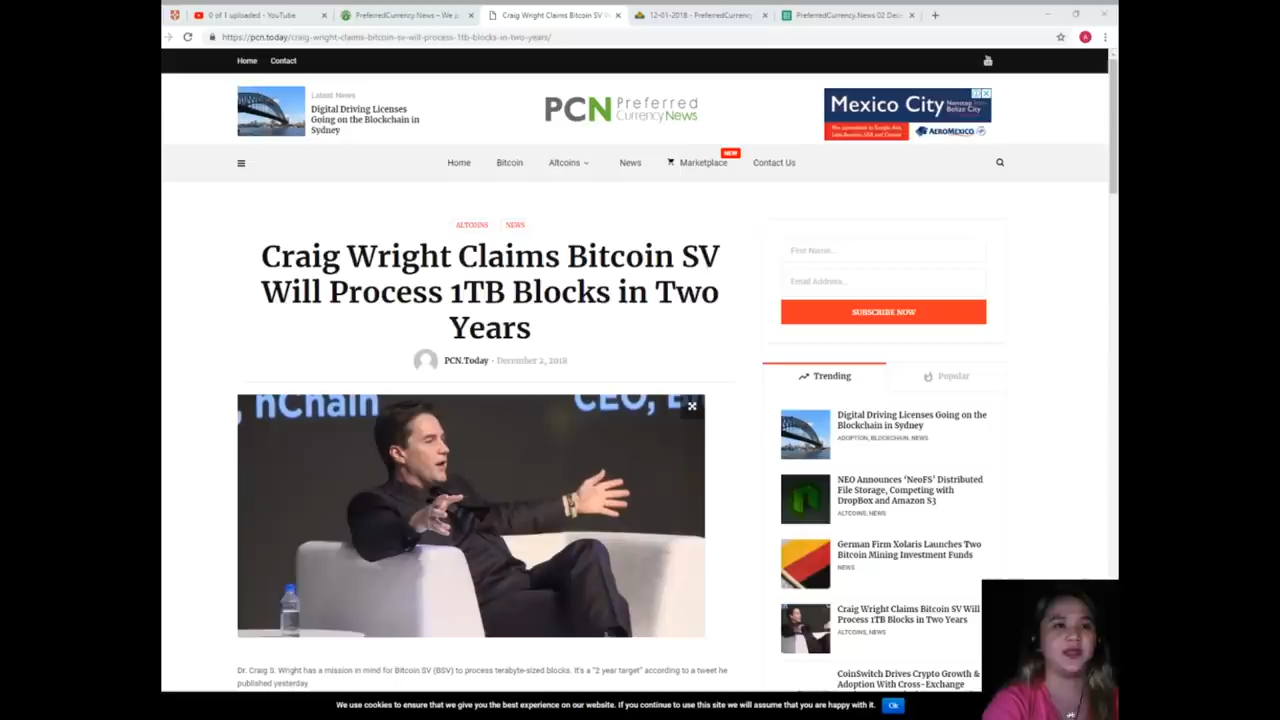 0 of 1 uploaded - YouTube
PreferredCurrency News – We p
Craig Wright Claims Bitcoin SV
12-01-2018 - PreferredCurrency
PreferredCurrency.News 02 Dece
https://pcn.today/craig-wright-claims-bitcoin-sv-will-process-1tb-blocks-in-two-years/
A
Home
Contact
Latest News
Digital Driving Licenses
Going on the Blockchain in
Sydney
PCN Preferred
CurrencyNews
Mexico City
Nonstop from
Belize City
AEROMEXICO
Home
Bitcoin
Altcoins
News
Marketplace
NEW
Contact Us
ALTCOINS
NEWS
Craig Wright Claims Bitcoin SV
Will Process 1TB Blocks in Two
Years
PCN.Today - December 2, 2018
nChain
CEO,
Dr. Craig S. Wright has a mission in mind for Bitcoin SV (BSV) to process terabyte-sized blocks. It's a "2 year target" according to a tweet he
published yesterday.
First Name...
Email Address...
SUBSCRIBE NOW
Trending
Popular
Digital Driving Licenses Going on the
Blockchain in Sydney
ADOPTION, BLOCKCHAIN, NEWS
NEO Announces ‘NeoFS’ Distributed
File Storage, Competing with
DropBox and Amazon S3
ALTCOINS, NEWS
German Firm Xolaris Launches Two
Bitcoin Mining Investment Funds
NEWS
Craig Wright Claims Bitcoin SV Will
Process 1TB Blocks in Two Years
ALTCOINS, NEWS
CoinSwitch Drives Crypto Growth &
Adoption With Cross-Exchange
We use cookies to ensure that we give you the best experience on our website. If you continue to use this site we will assume that you are happy with it.
Ok